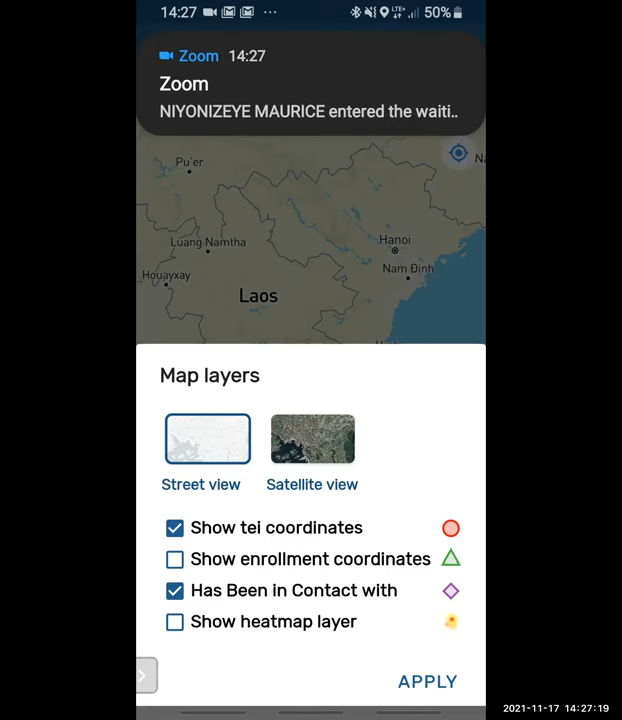 14:27 ... LTE+ 50%
Zoom 14:27
Zoom
NIYONIZEYE MAURICE entered the waiti..
Pu'er
Na
Luang Namtha
Hanoi
Houayxay
Nam Định
Laos
Map layers
Street view
Satellite view
Show tei coordinates
Show enrollment coordinates
Has Been in Contact with
Show heatmap layer
APPLY
2021-11-17 14:27:19